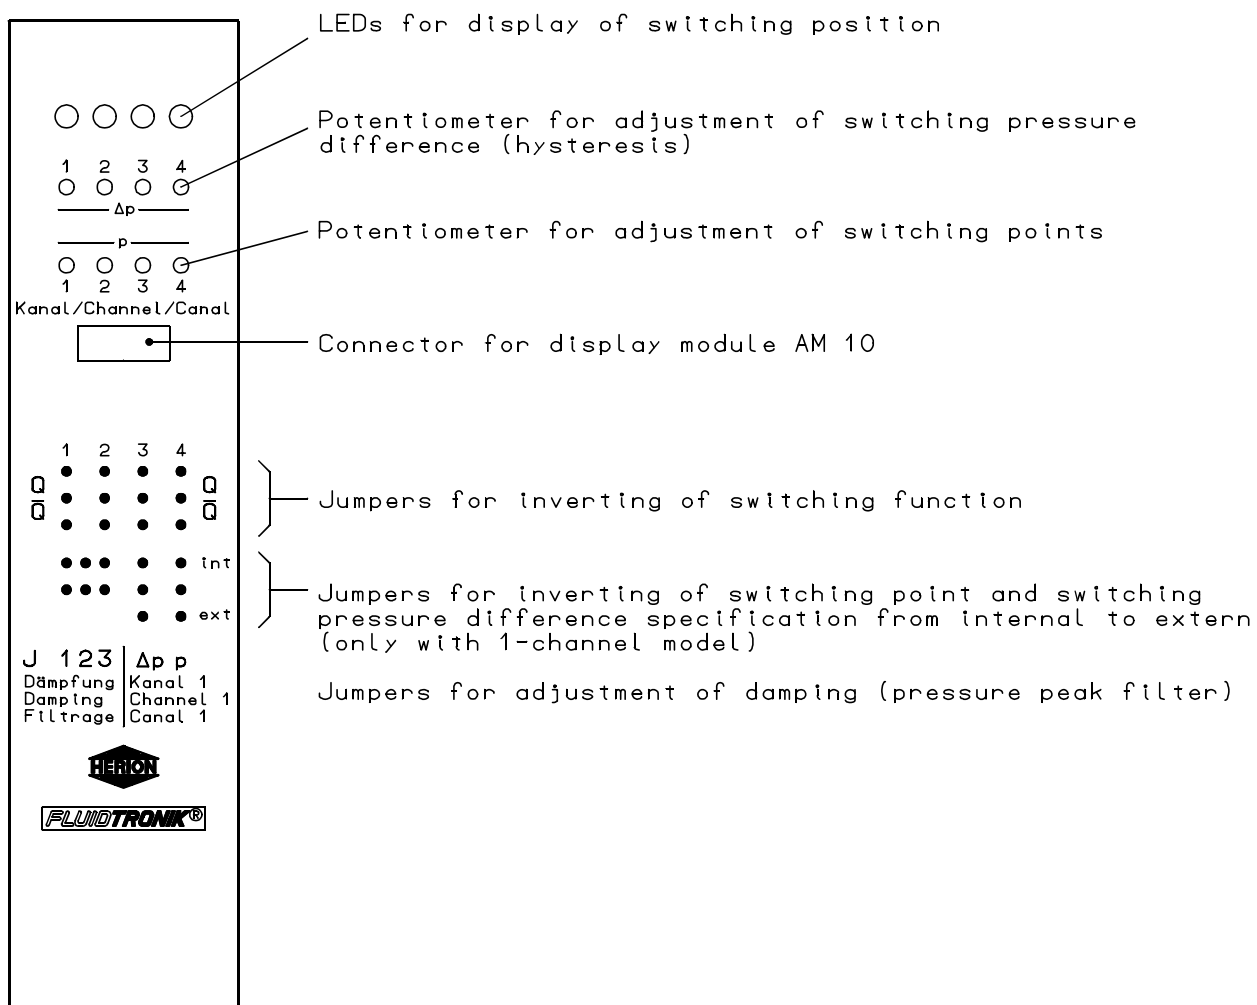 LEDs for display of switching position
Potentiometer for adjustment of switching pressure
difference (hysteresis)
1 2 3 4
Δp
p
Potentiometer for adjustment of switching points
1 2 3 4
Kanal/Channel/Canal
Connector for display module AM 10
1 2 3 4
Q Q
Q̅ Q̅
Jumpers for inverting of switching function
int
ext
Jumpers for inverting of switching point and switching
pressure difference specification from internal to extern
(only with 1-channel model)
J 123 Δp p
Dämpfung Kanal 1
Damping Channel 1
Filtrage Canal 1
Jumpers for adjustment of damping (pressure peak filter)
HERION
FLUIDTRONIK®